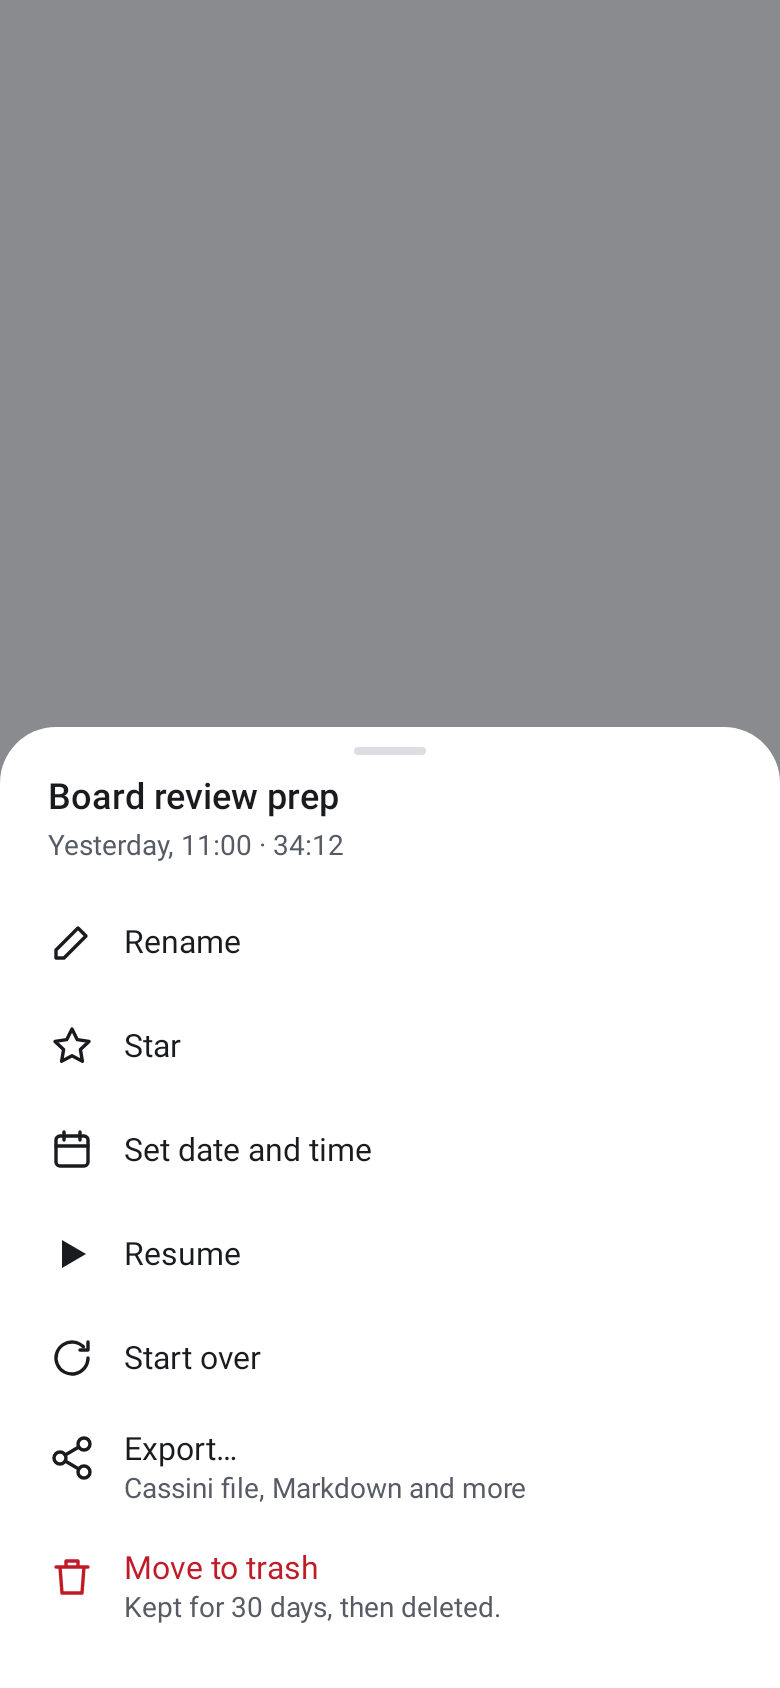 Board review prep
Yesterday, 11:00 · 34:12
Rename
Star
Set date and time
Resume
Start over
Export…
Cassini file, Markdown and more
Move to trash
Kept for 30 days, then deleted.